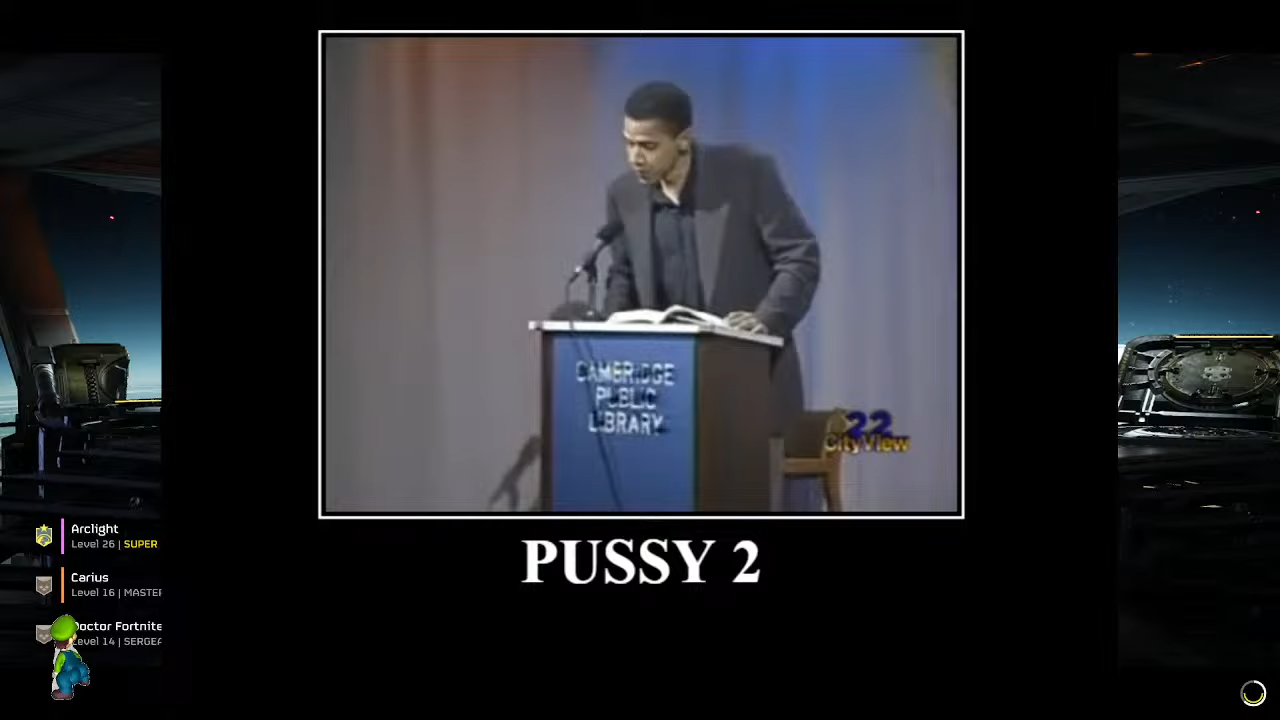 CAMBRIDGE
PUBLIC
LIBRARY
22
CityView
PUSSY 2
Arclight
Level 26 | SUPER
Carius
Level 16 | MASTER
Doctor Fortnite
Level 14 | SERGEA